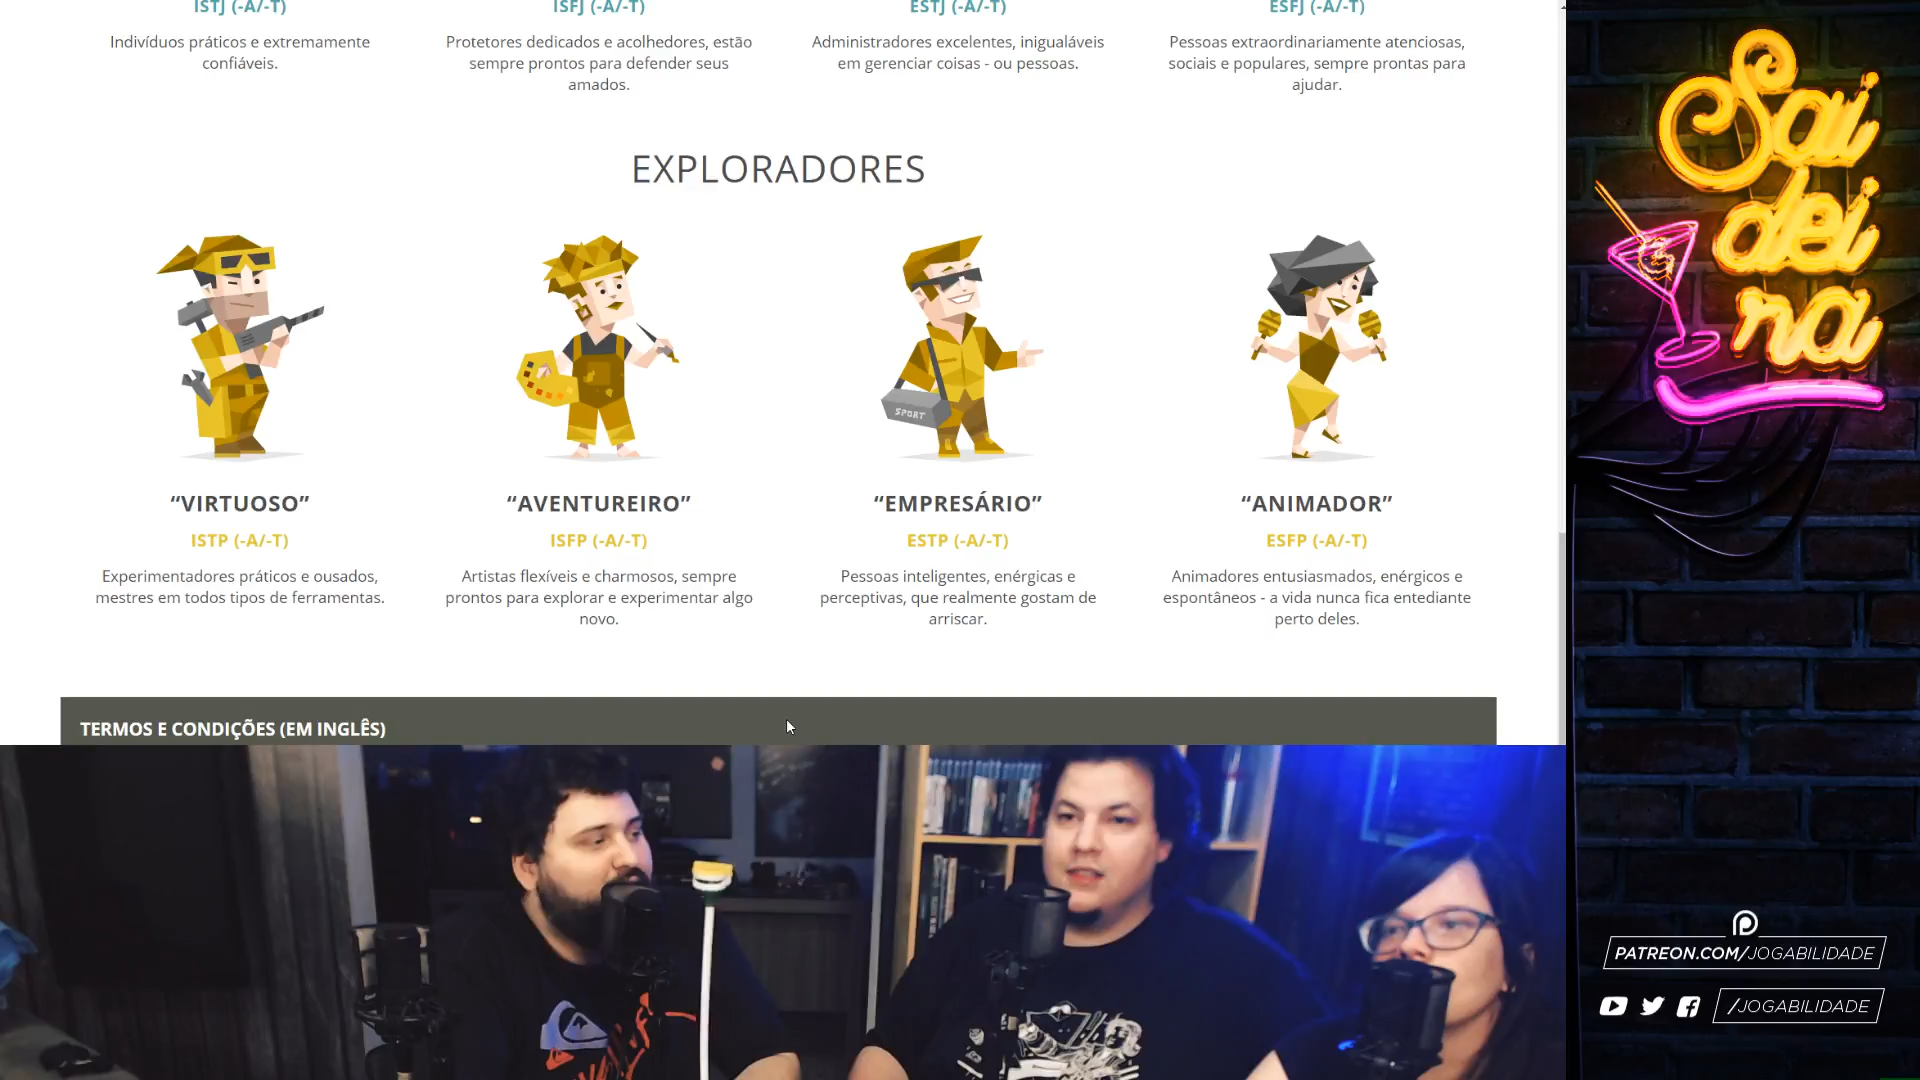 ISTJ (-A/-T)
ISFJ (-A/-T)
ESTJ (-A/-T)
ESFJ (-A/-T)
Indivíduos práticos e extremamente
confiáveis.
Protetores dedicados e acolhedores, estão
sempre prontos para defender seus
amados.
Administradores excelentes, inigualáveis
em gerenciar coisas - ou pessoas.
Pessoas extraordinariamente atenciosas,
sociais e populares, sempre prontas para
ajudar.
EXPLORADORES
SPORT
“VIRTUOSO”
ISTP (-A/-T)
Experimentadores práticos e ousados,
mestres em todos tipos de ferramentas.
“AVENTUREIRO”
ISFP (-A/-T)
Artistas flexíveis e charmosos, sempre
prontos para explorar e experimentar algo
novo.
“EMPRESÁRIO”
ESTP (-A/-T)
Pessoas inteligentes, enérgicas e
perceptivas, que realmente gostam de
arriscar.
“ANIMADOR”
ESFP (-A/-T)
Animadores entusiasmados, enérgicos e
espontâneos - a vida nunca fica entediante
perto deles.
TERMOS E CONDIÇÕES (EM INGLÊS)
Sai
dei
ra
PATREON.COM/JOGABILIDADE
/JOGABILIDADE